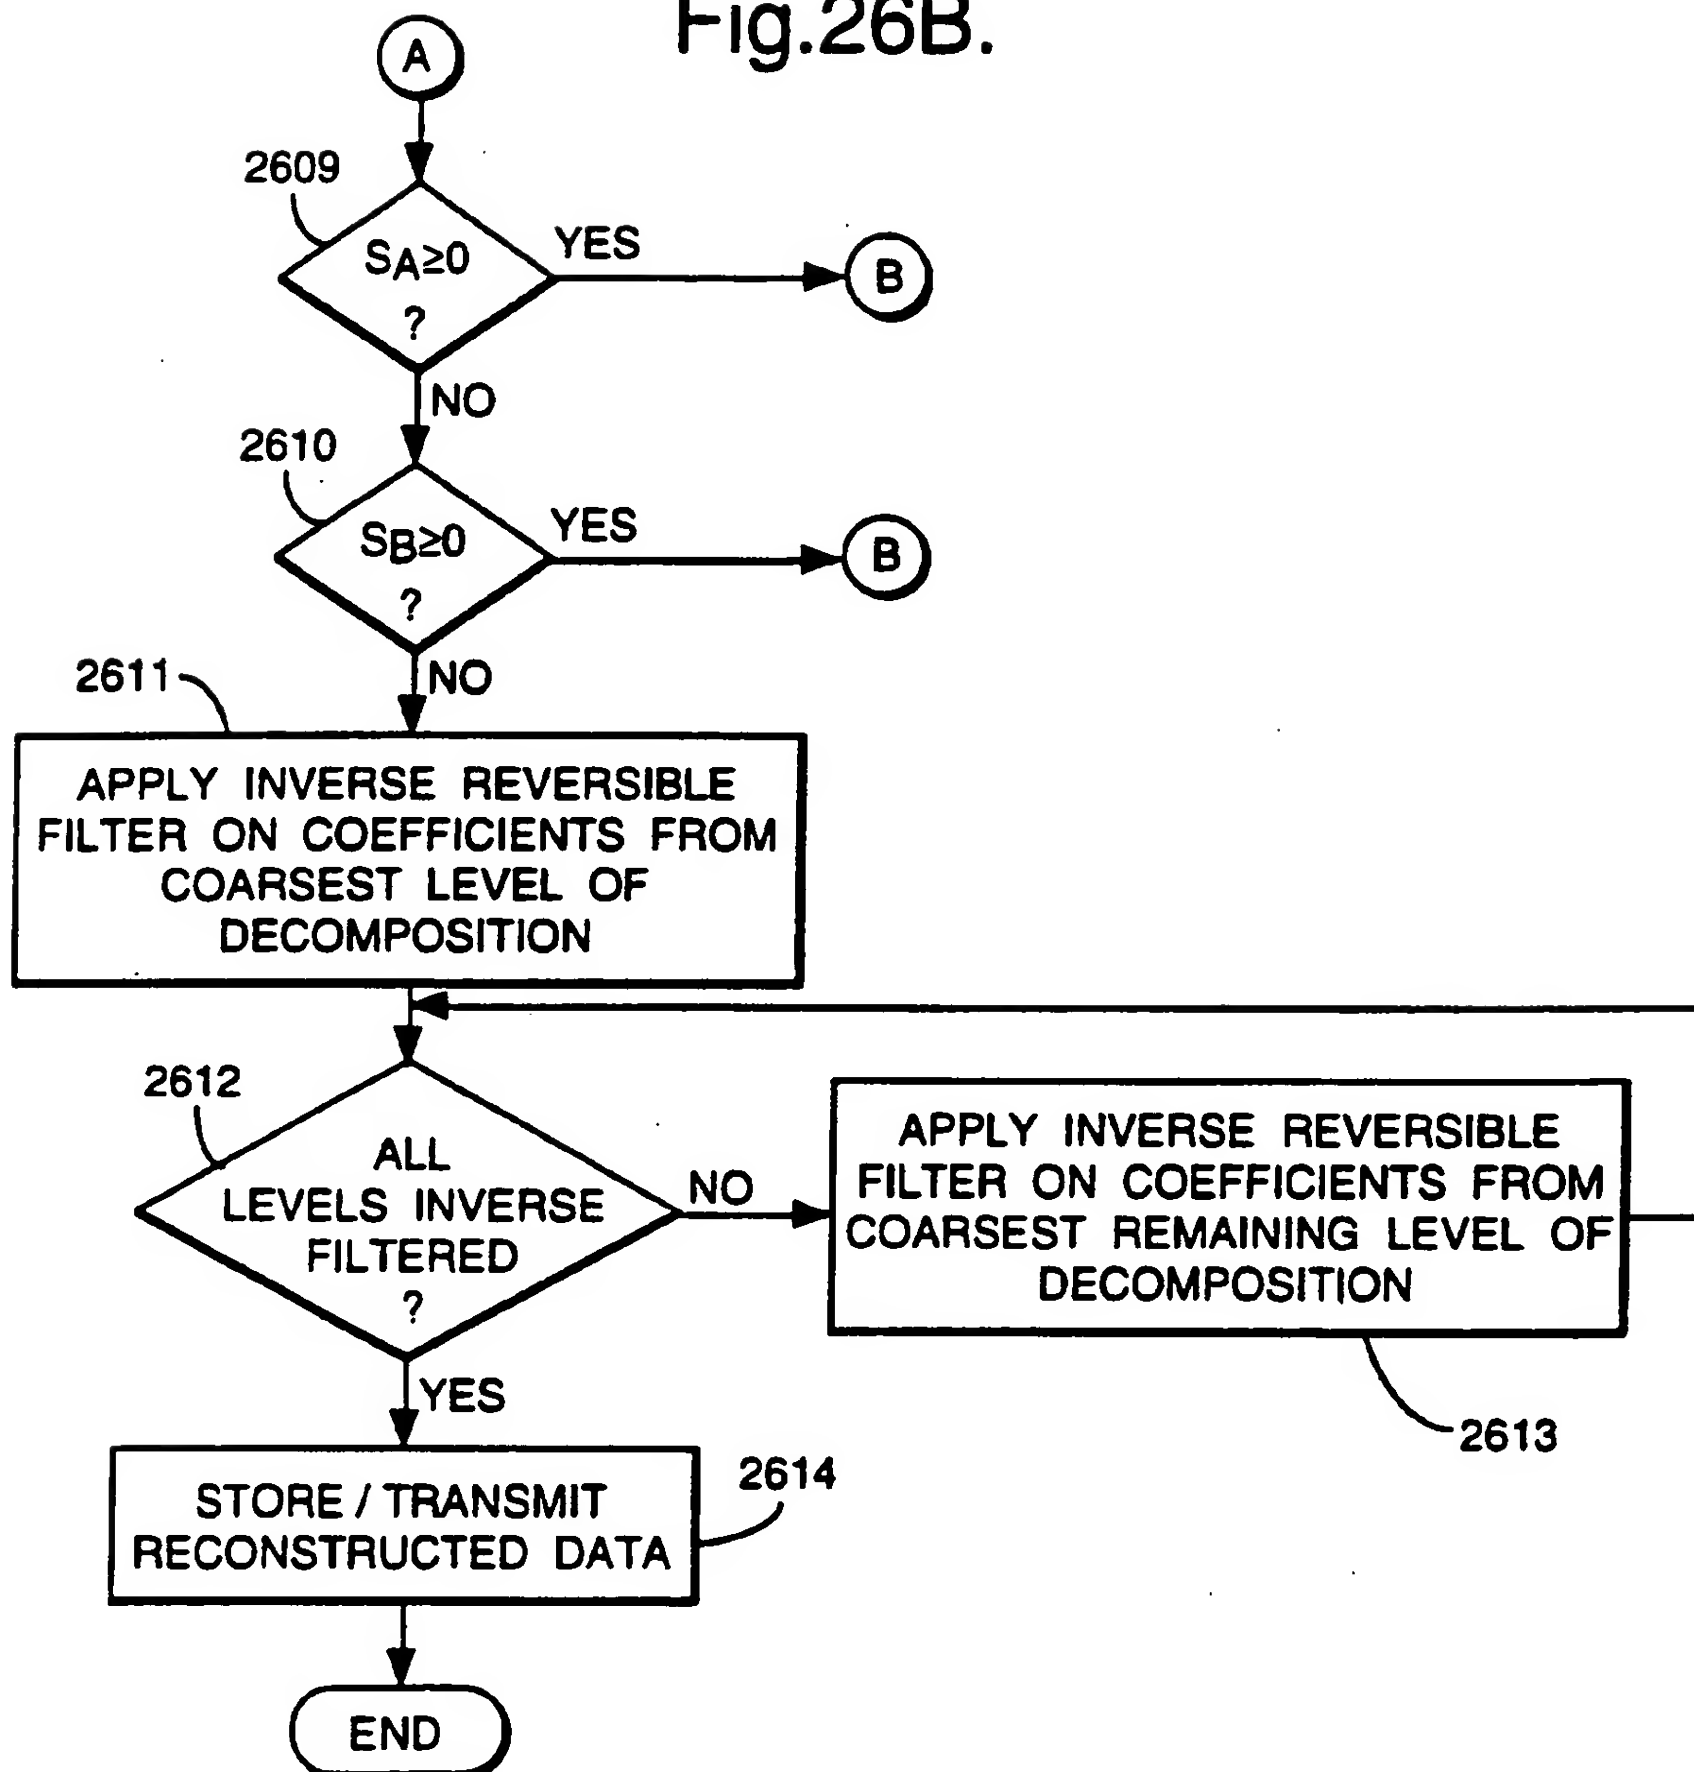 Fig.26B.
A
2609
SA≥0
?
YES
B
NO
2610
SB≥0
?
YES
B
NO
2611
APPLY INVERSE REVERSIBLE
FILTER ON COEFFICIENTS FROM
COARSEST LEVEL OF
DECOMPOSITION
2612
ALL
LEVELS INVERSE
FILTERED
?
NO
APPLY INVERSE REVERSIBLE
FILTER ON COEFFICIENTS FROM
COARSEST REMAINING LEVEL OF
DECOMPOSITION
2613
YES
STORE / TRANSMIT
RECONSTRUCTED DATA
2614
END